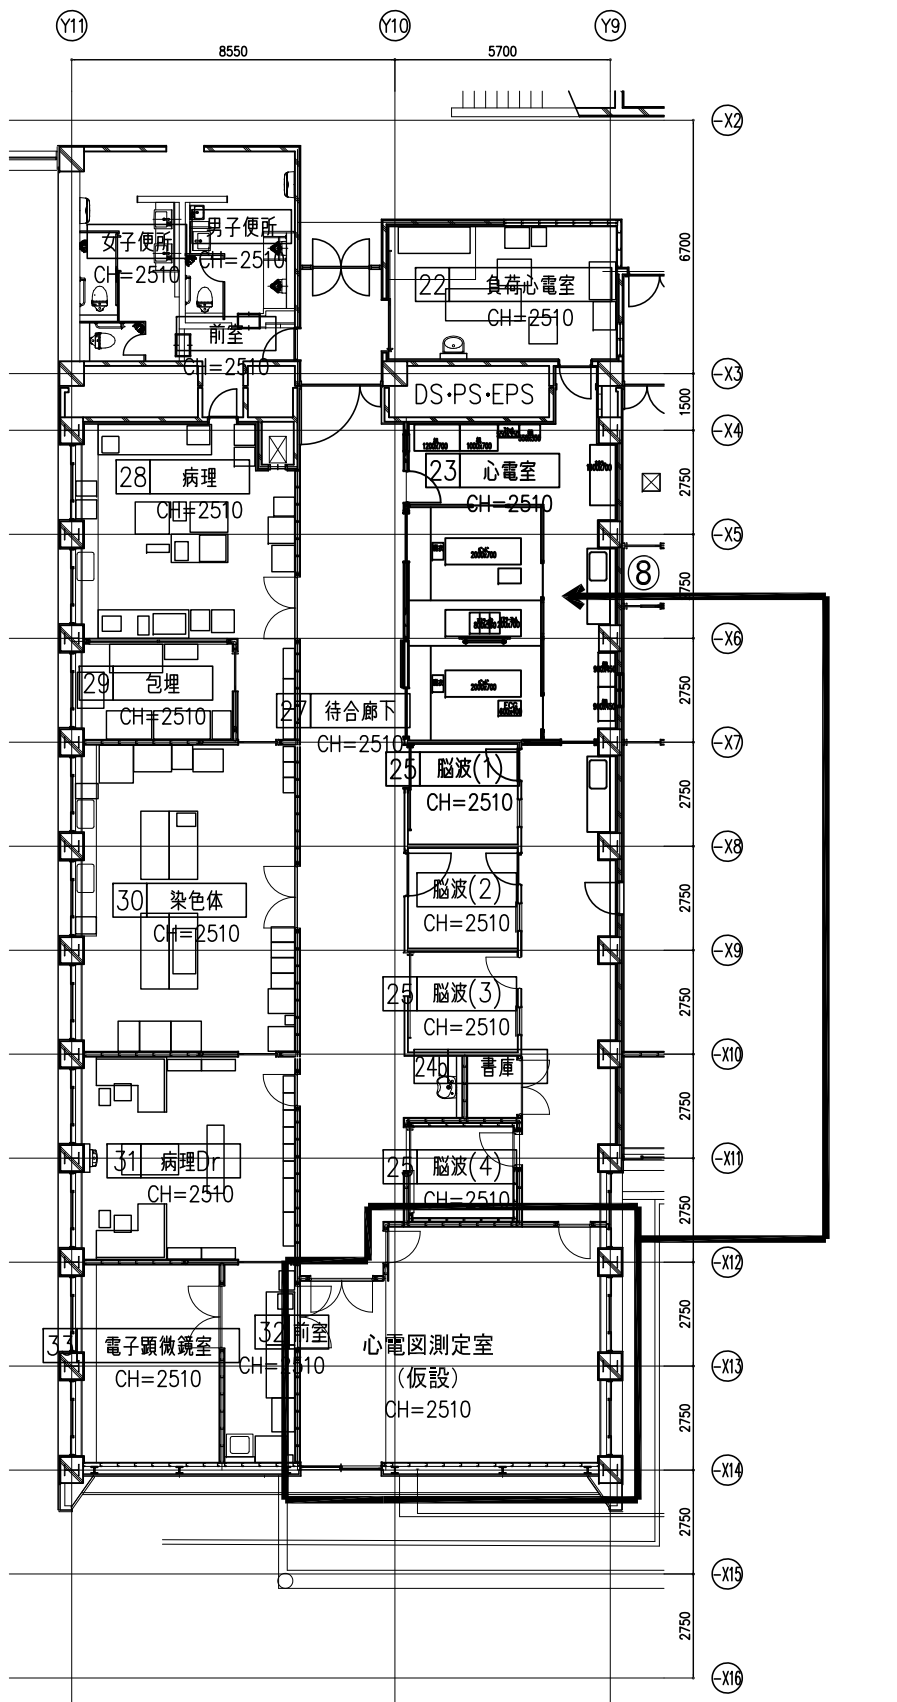 Y11
Y10
Y9
8550
5700
-X2
6700
女子便所
CH=2510
男子便所
CH=2510
22 負荷心電室
CH=2510
前室
CH=2510
-X3
DS・PS・EPS
1500
-X4
28 病理
CH=2510
23 心電室
CH=2510
2750
-X5
8
2750
-X6
29 包埋
CH=2510
27 待合廊下
CH=2510
2750
-X7
25 脳波(1)
CH=2510
2750
-X8
30 染色体
CH=2510
脳波(2)
CH=2510
2750
-X9
25 脳波(3)
CH=2510
2750
-X10
24b 書庫
2750
-X11
31 病理Dr
CH=2510
25 脳波(4)
CH=2510
2750
-X12
33 電子顕微鏡室
CH=2510
32 前室
CH=2510
心電図測定室
(仮設)
CH=2510
2750
-X13
2750
-X14
2750
-X15
2750
-X16